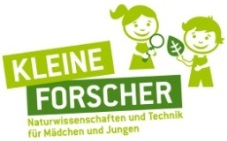 KLEINE
FORSCHER
Naturwissenschaften und Technik
für Mädchen und Jungen